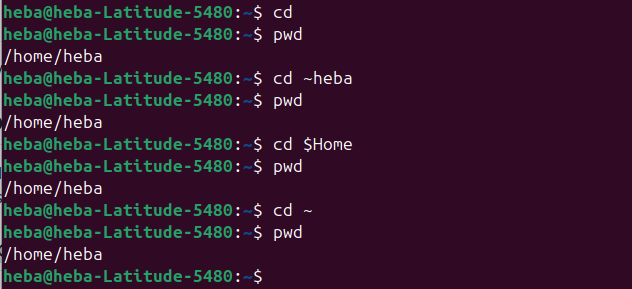 heba@heba-Latitude-5480:~$ cd
heba@heba-Latitude-5480:~$ pwd
/home/heba
heba@heba-Latitude-5480:~$ cd ~heba
heba@heba-Latitude-5480:~$ pwd
/home/heba
heba@heba-Latitude-5480:~$ cd $Home
heba@heba-Latitude-5480:~$ pwd
/home/heba
heba@heba-Latitude-5480:~$ cd ~
heba@heba-Latitude-5480:~$ pwd
/home/heba
heba@heba-Latitude-5480:~$